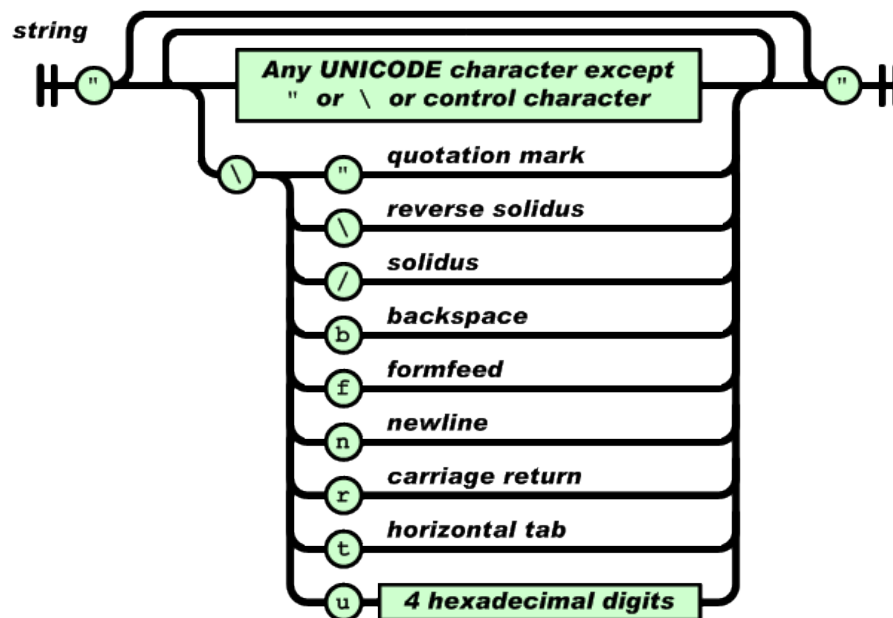 string
" Any UNICODE character except "
" or \ or control character
\ " quotation mark
\ reverse solidus
/ solidus
b backspace
f formfeed
n newline
r carriage return
t horizontal tab
u 4 hexadecimal digits